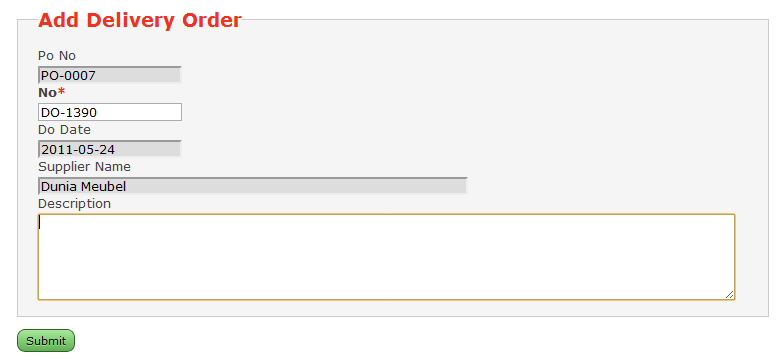 Add Delivery Order
Po No
PO-0007
No*
DO-1390
Do Date
2011-05-24
Supplier Name
Dunia Meubel
Description
Submit